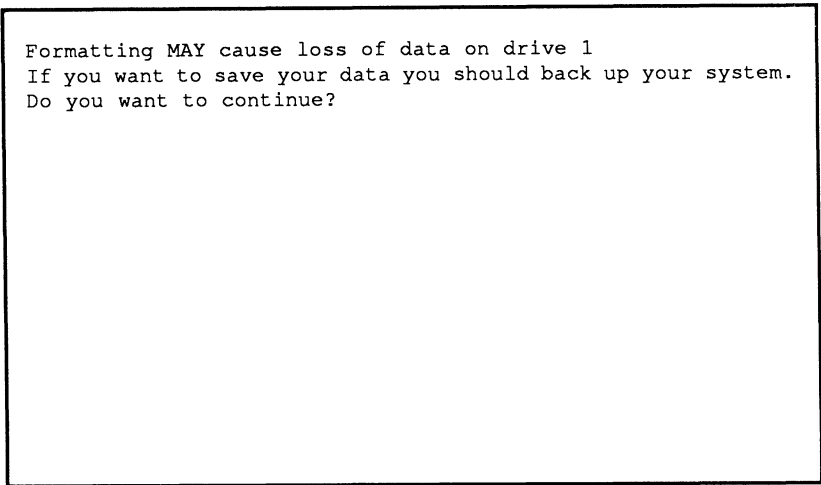 Formatting MAY cause loss of data on drive 1
If you want to save your data you should back up your system.
Do you want to continue?